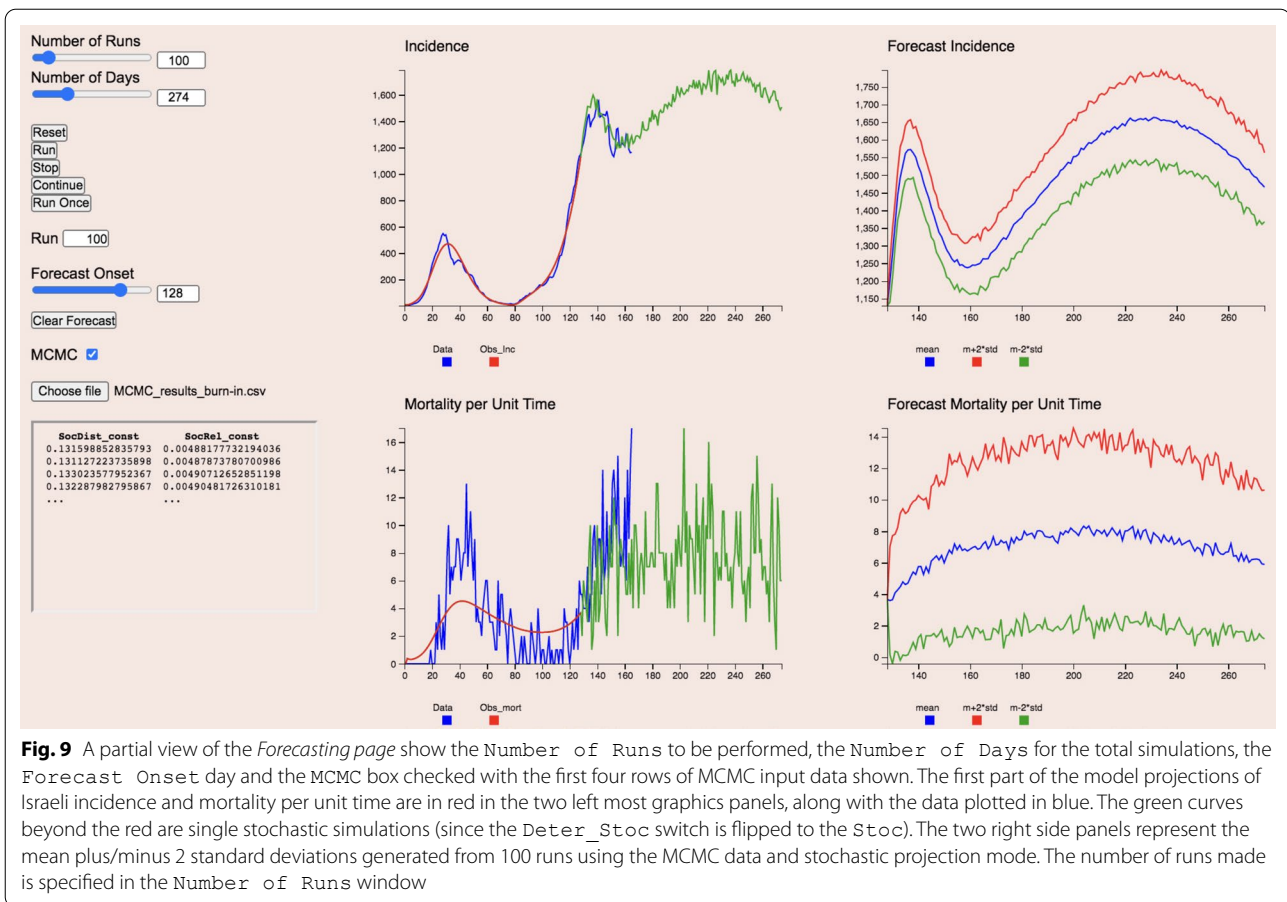 Number of Runs
100
Number of Days
274
Reset
Run
Stop
Continue
Run Once
Run 100
Forecast Onset
128
Clear Forecast
MCMC
Choose file MCMC_results_burn-in.csv
SocDist_const SocRel_const
0.131598852835793 0.00488177732194036
0.131127223735898 0.00487873780700986
0.133023577952367 0.00490712652851198
0.132287982795867 0.00490481726310181
... ...
Incidence
1,600
1,400
1,200
1,000
800
600
400
200
0 20 40 60 80 100 120 140 160 180 200 220 240 260
Data Obs_Inc
Forecast Incidence
1,750
1,700
1,650
1,600
1,550
1,500
1,450
1,400
1,350
1,300
1,250
1,200
1,150
140 160 180 200 220 240 260
mean m+2*std m-2*std
Mortality per Unit Time
16
14
12
10
8
6
4
2
0
0 20 40 60 80 100 120 140 160 180 200 220 240 260
Data Obs_mort
Forecast Mortality per Unit Time
14
12
10
8
6
4
2
0
140 160 180 200 220 240 260
mean m+2*std m-2*std
Fig. 9 A partial view of the Forecasting page show the Number of Runs to be performed, the Number of Days for the total simulations, the
Forecast Onset day and the MCMC box checked with the first four rows of MCMC input data shown. The first part of the model projections of
Israeli incidence and mortality per unit time are in red in the two left most graphics panels, along with the data plotted in blue. The green curves
beyond the red are single stochastic simulations (since the Deter_Stoc switch is flipped to the Stoc). The two right side panels represent the
mean plus/minus 2 standard deviations generated from 100 runs using the MCMC data and stochastic projection mode. The number of runs made
is specified in the Number of Runs window